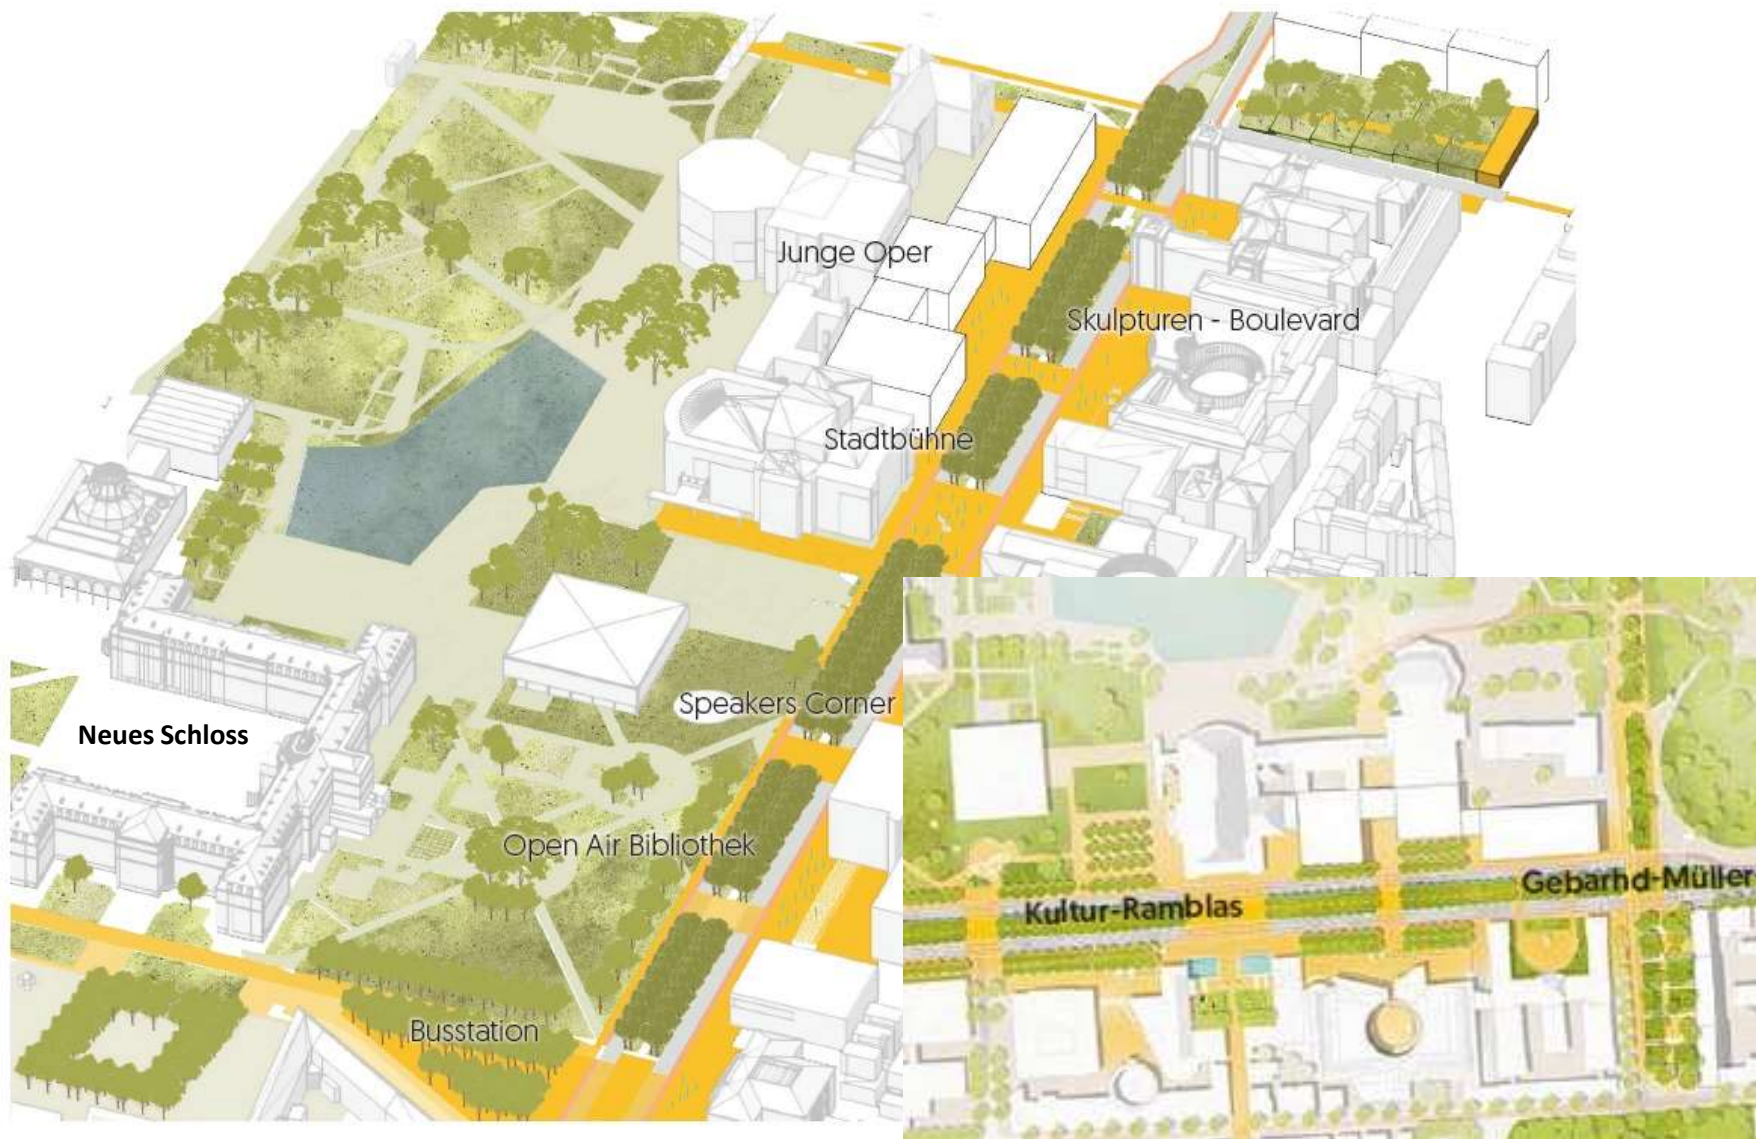 Junge Oper
Skulpturen - Boulevard
Stadtbühne
Speakers Corner
Neues Schloss
Open Air Bibliothek
Busstation
Gebarhd-Müller-
Kultur-Ramblas